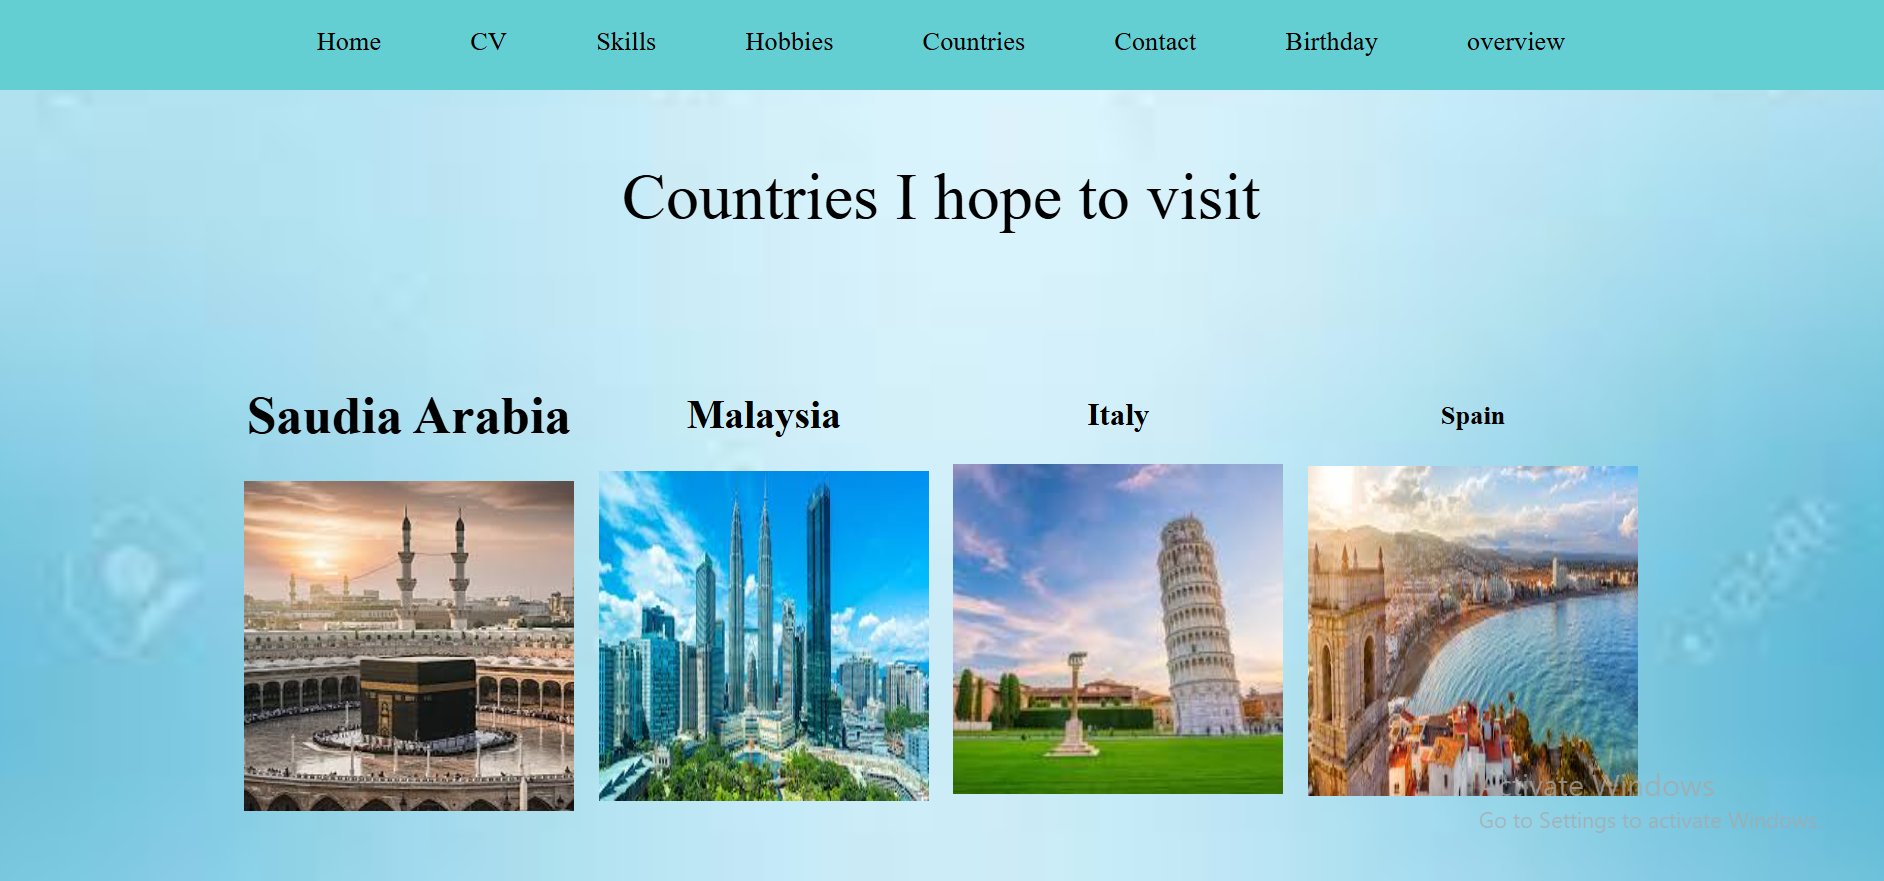 Home CV Skills Hobbies Countries Contact Birthday overview
Countries I hope to visit
Saudia Arabia Malaysia Italy Spain
Activate Windows
Go to Settings to activate Windows.